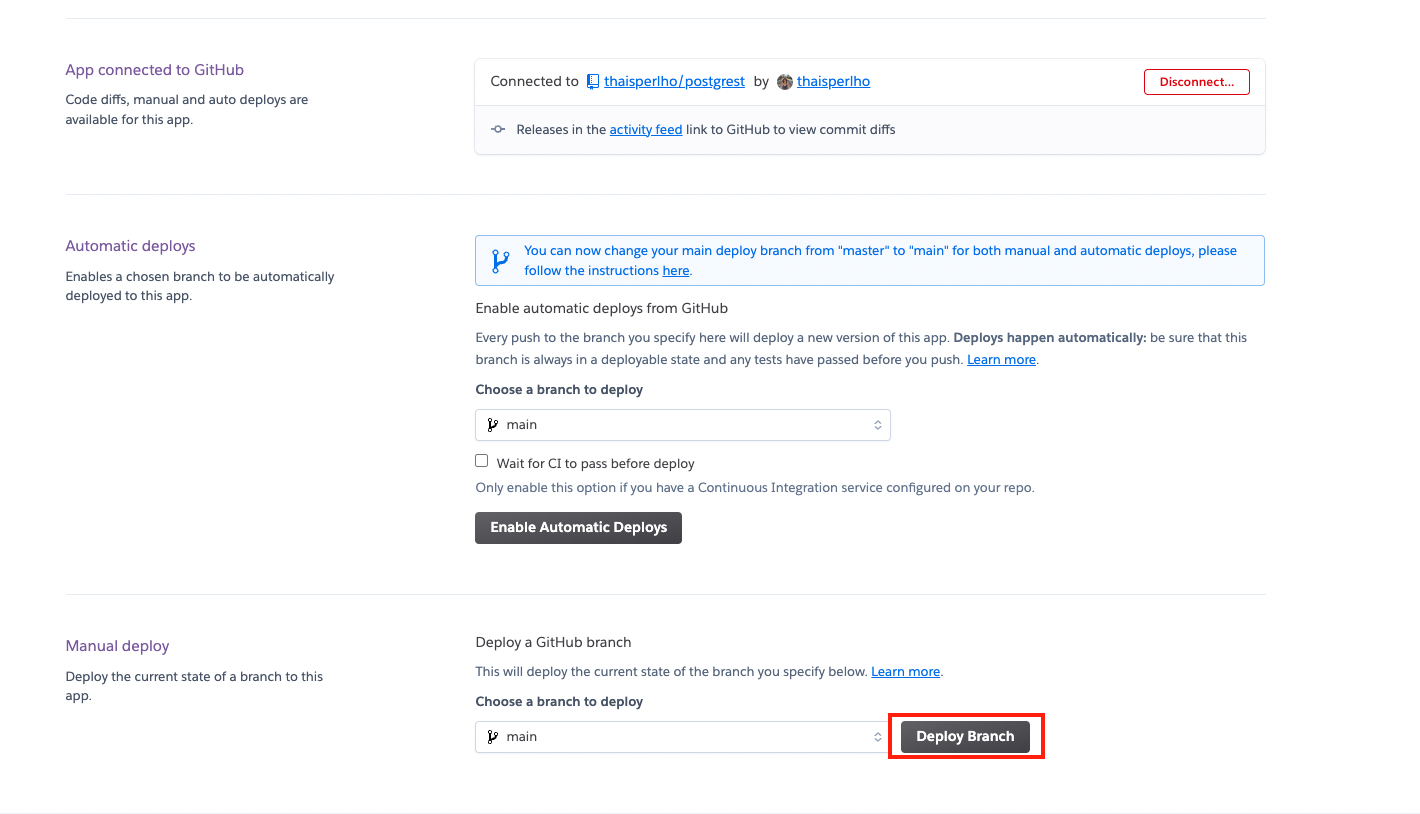 App connected to GitHub
Code diffs, manual and auto deploys are
available for this app.
Connected to thaisperlho/postgrest by thaisperlho
Disconnect...
Releases in the activity feed link to GitHub to view commit diffs
Automatic deploys
Enables a chosen branch to be automatically
deployed to this app.
You can now change your main deploy branch from "master" to "main" for both manual and automatic deploys, please
follow the instructions here.
Enable automatic deploys from GitHub
Every push to the branch you specify here will deploy a new version of this app. Deploys happen automatically: be sure that this
branch is always in a deployable state and any tests have passed before you push. Learn more.
Choose a branch to deploy
main
Wait for CI to pass before deploy
Only enable this option if you have a Continuous Integration service configured on your repo.
Enable Automatic Deploys
Manual deploy
Deploy the current state of a branch to this
app.
Deploy a GitHub branch
This will deploy the current state of the branch you specify below. Learn more.
Choose a branch to deploy
main
Deploy Branch